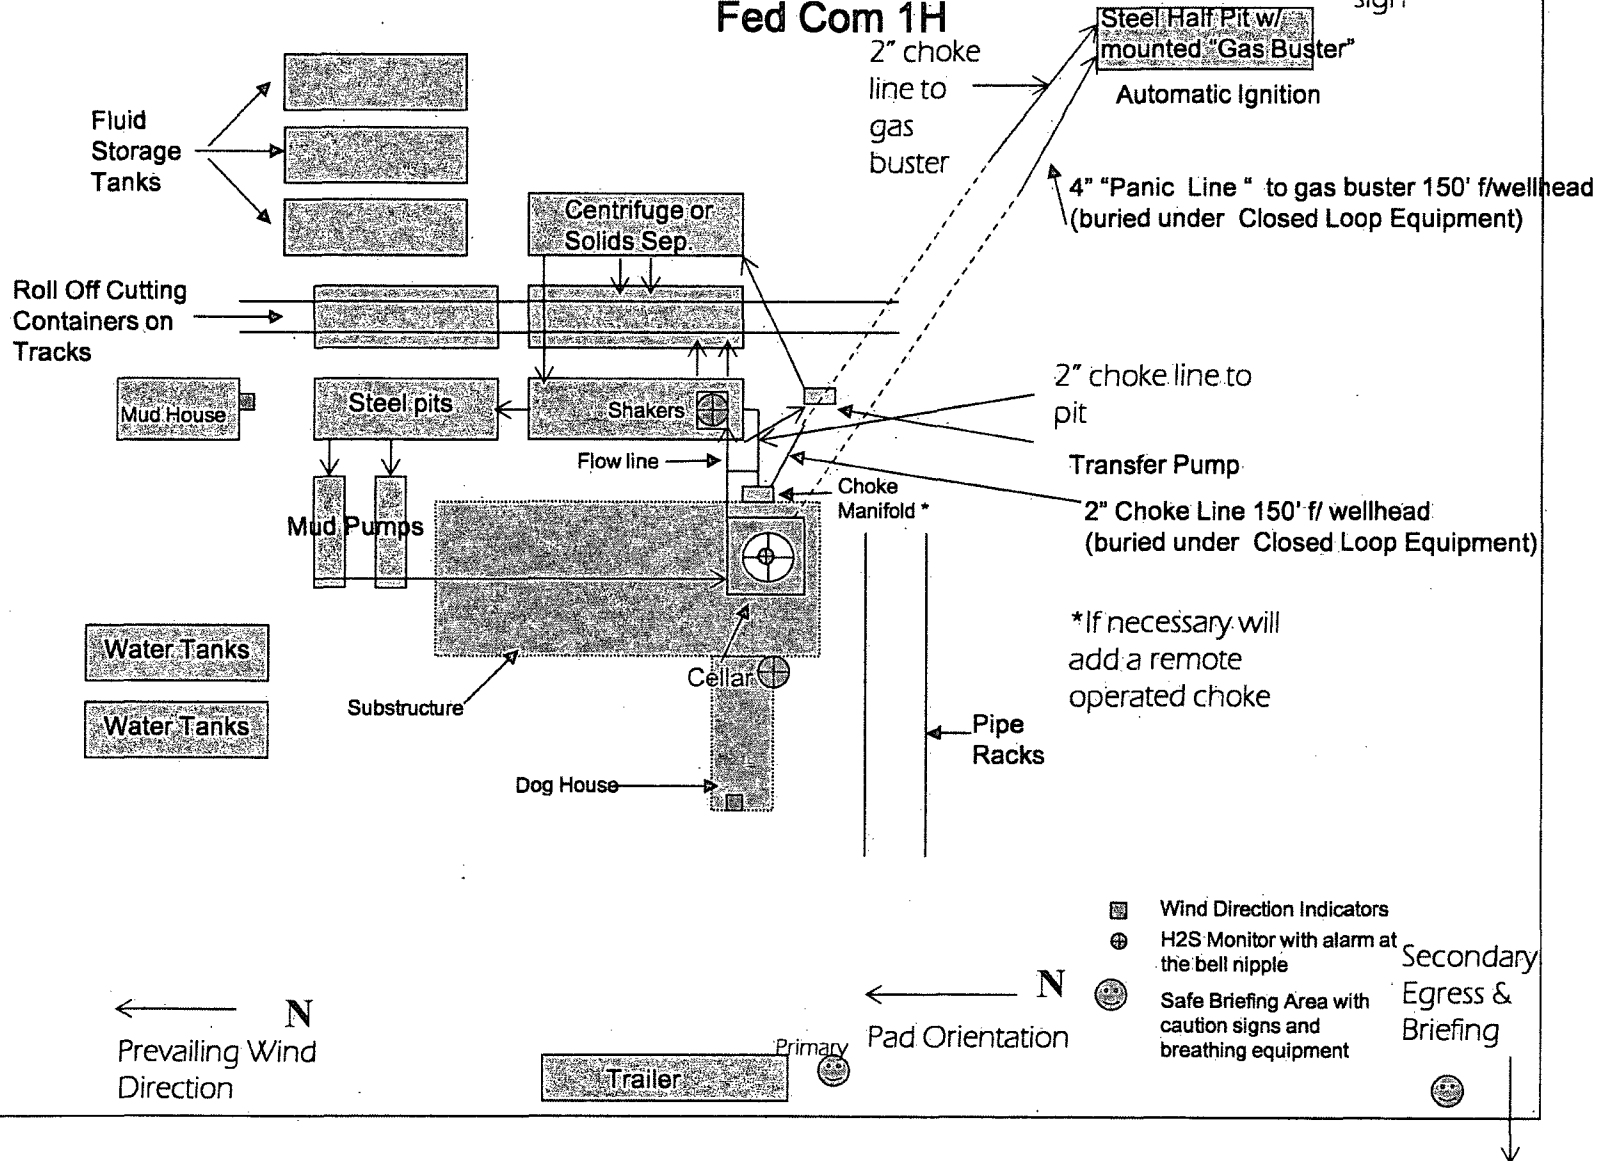 sign
Fed Com 1H
Steel Half Pit w/
mounted "Gas Buster"
Automatic Ignition
2" choke
line to
gas
buster
4" "Panic Line " to gas buster 150' f/wellhead
(buried under Closed Loop Equipment)
Fluid
Storage
Tanks
Centrifuge or
Solids Sep.
Roll Off Cutting
Containers on
Tracks
Mud House
Steel pits
Shakers
2" choke line to
pit
Flow line
Transfer Pump
Choke
Manifold *
2" Choke Line 150' f/ wellhead
(buried under Closed Loop Equipment)
Mud Pumps
*If necessary will
add a remote
operated choke
Water Tanks
Water Tanks
Cellar
Substructure
Pipe
Racks
Dog House
Wind Direction Indicators
H2S Monitor with alarm at
the bell nipple
Safe Briefing Area with
caution signs and
breathing equipment
Secondary
Egress &
Briefing
N
Prevailing Wind
Direction
N
Pad Orientation
Primary
Trailer